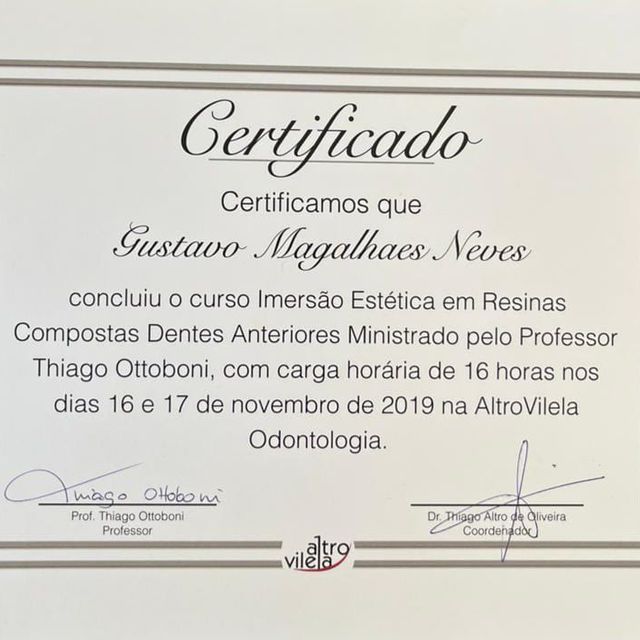 Certificado
Certificamos que
Gustavo Magalhaes Neves
concluiu o curso Imersão Estética em Resinas
Compostas Dentes Anteriores Ministrado pelo Professor
Thiago Ottoboni, com carga horária de 16 horas nos
dias 16 e 17 de novembro de 2019 na AltroVilela
Odontologia.
Thiago Ottoboni
Prof. Thiago Ottoboni
Professor
Dr. Thiago Altro de Oliveira
Coordenador
altro
vilela